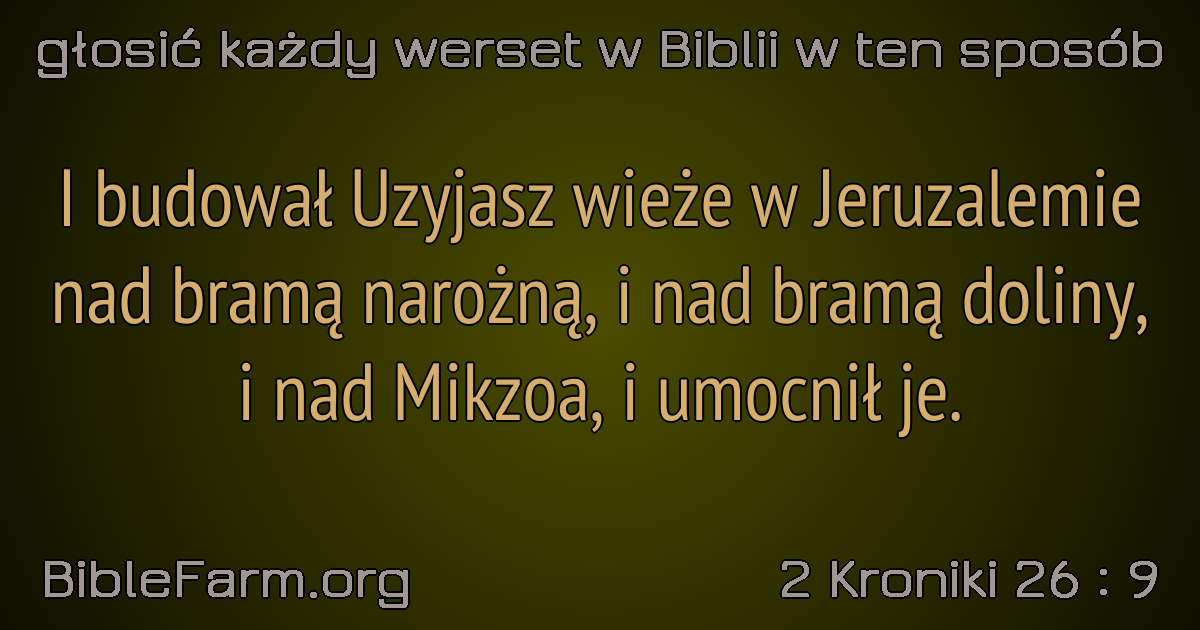 głosić każdy werset w Biblii w ten sposób
I budował Uzyjasz wieże w Jeruzalemie
nad bramą narożną, i nad bramą doliny,
i nad Mikzoa, i umocnił je.
BibleFarm.org
2 Kroniki 26 : 9